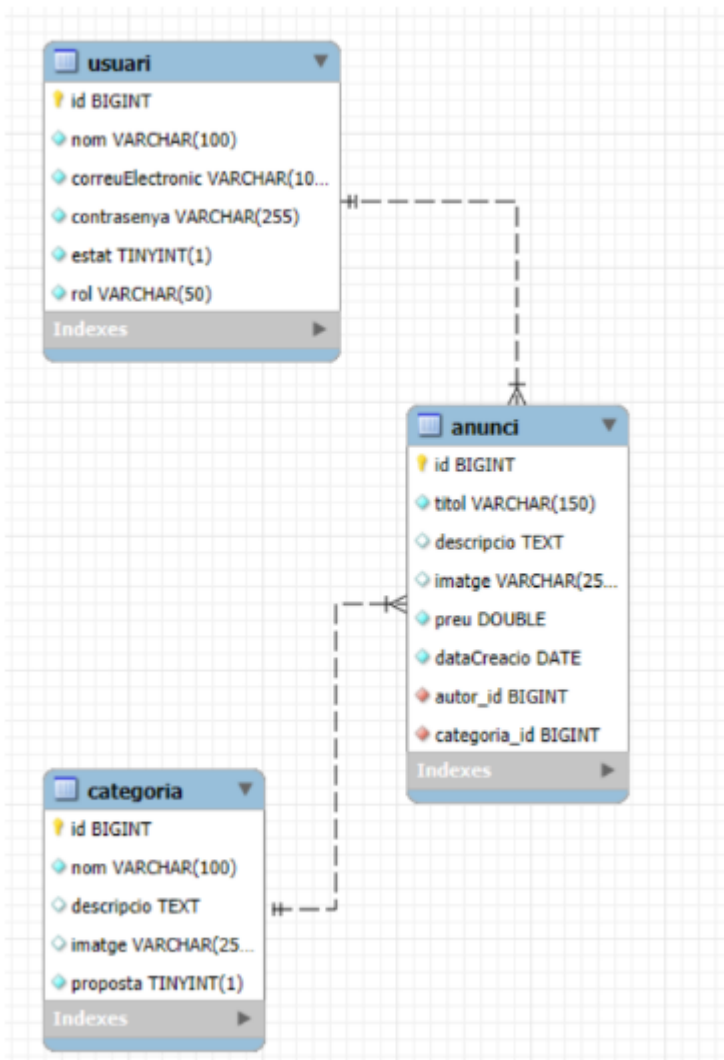 usuari
id BIGINT
nom VARCHAR(100)
correuElectronic VARCHAR(10...
contrasenya VARCHAR(255)
estat TINYINT(1)
rol VARCHAR(50)
Indexes
anunci
id BIGINT
titol VARCHAR(150)
descripcio TEXT
imatge VARCHAR(25...
preu DOUBLE
dataCreacio DATE
autor_id BIGINT
categoria_id BIGINT
Indexes
categoria
id BIGINT
nom VARCHAR(100)
descripcio TEXT
imatge VARCHAR(25...
proposta TINYINT(1)
Indexes